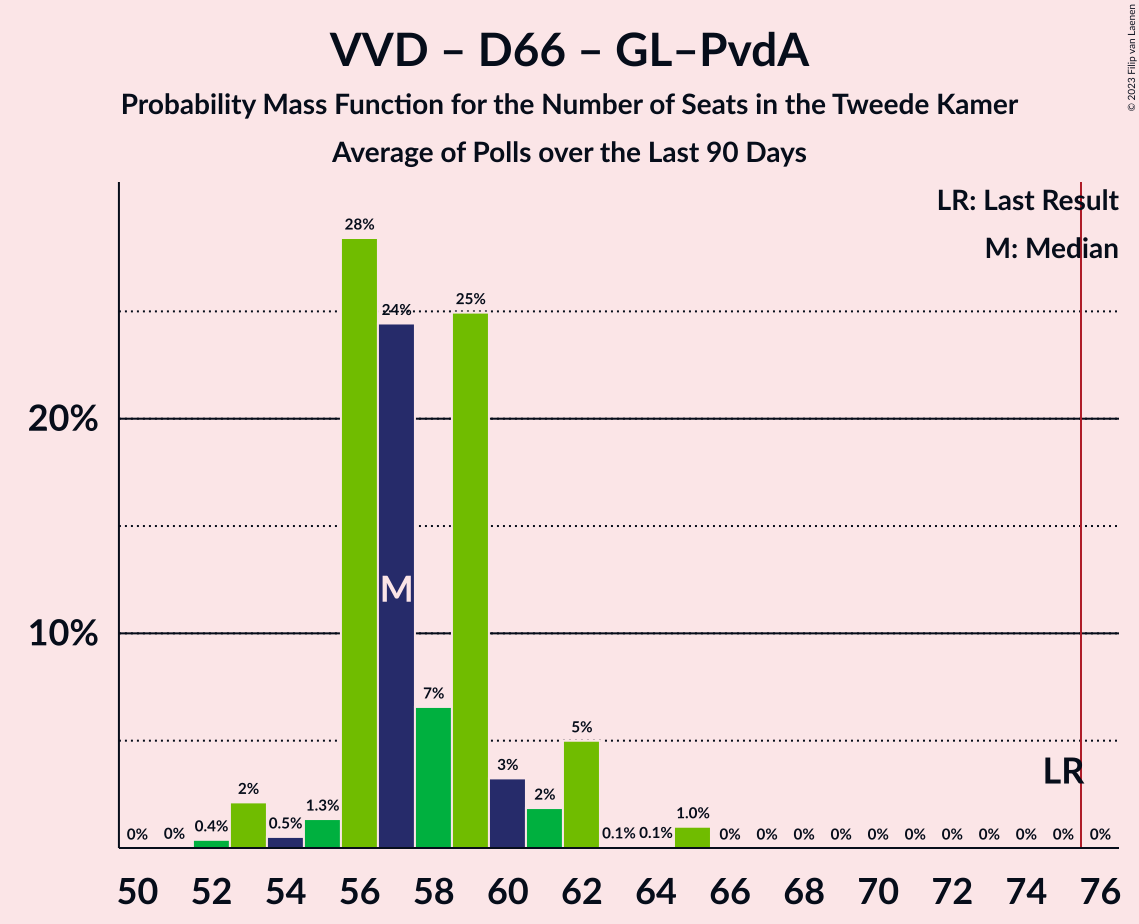 VVD – D66 – GL–PvdA
Probability Mass Function for the Number of Seats in the Tweede Kamer
Average of Polls over the Last 90 Days
© 2023 Filip van Laenen
LR: Last Result
M: Median
20%
10%
0% 0% 0.4% 2% 0.5% 1.3% 28% 24% 7% 25% 3% 2% 5% 0.1% 0.1% 1.0% 0% 0% 0% 0% 0% 0% 0% 0% 0% 0% 0%
M
LR
50 52 54 56 58 60 62 64 66 68 70 72 74 76